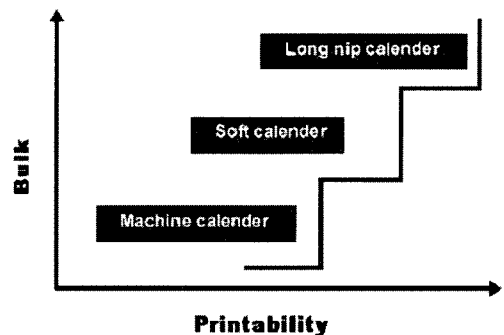 Long nip calender
Soft calender
Machine calender
Bulk
Printability